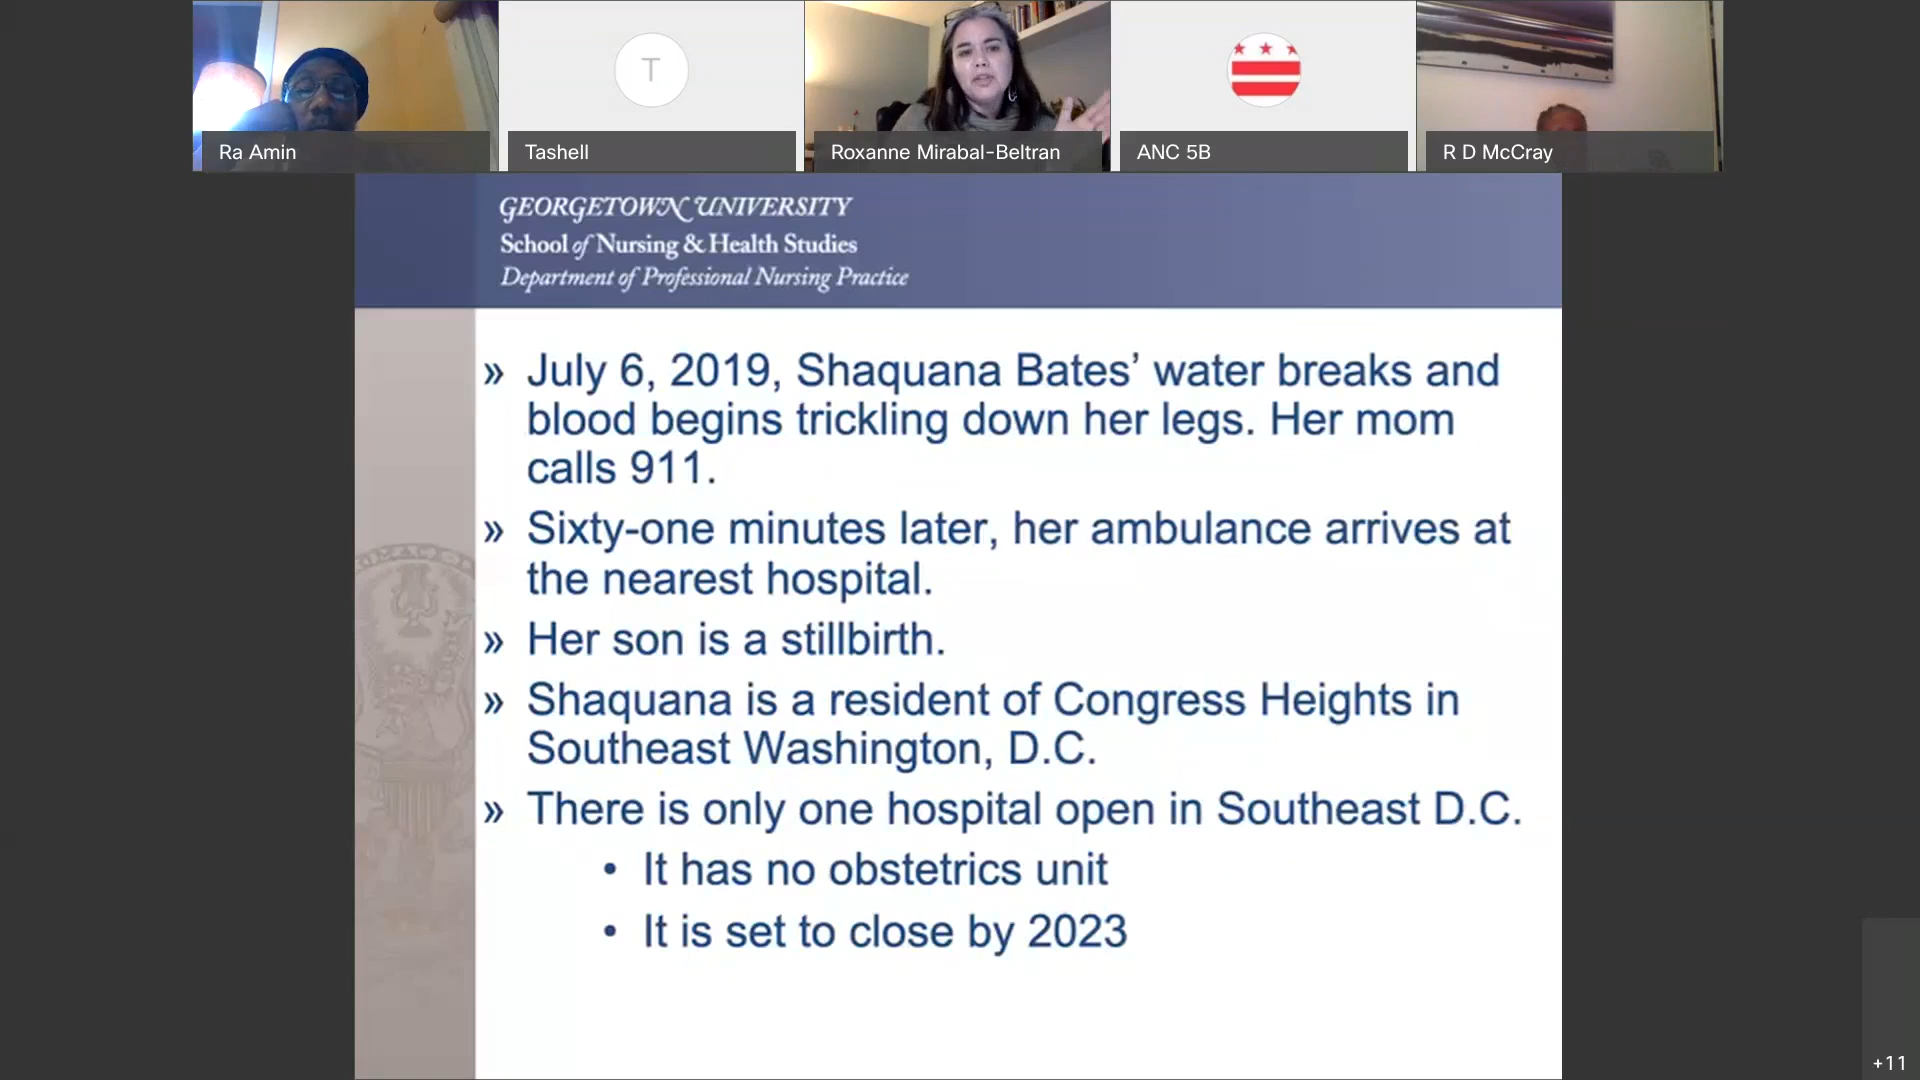 T
Ra Amin
Tashell
Roxanne Mirabal-Beltran
ANC 5B
R D McCray
GEORGETOWN UNIVERSITY
School of Nursing & Health Studies
Department of Professional Nursing Practice
» July 6, 2019, Shaquana Bates’ water breaks and
blood begins trickling down her legs. Her mom
calls 911.
» Sixty-one minutes later, her ambulance arrives at
the nearest hospital.
» Her son is a stillbirth.
» Shaquana is a resident of Congress Heights in
Southeast Washington, D.C.
» There is only one hospital open in Southeast D.C.
• It has no obstetrics unit
• It is set to close by 2023
+11